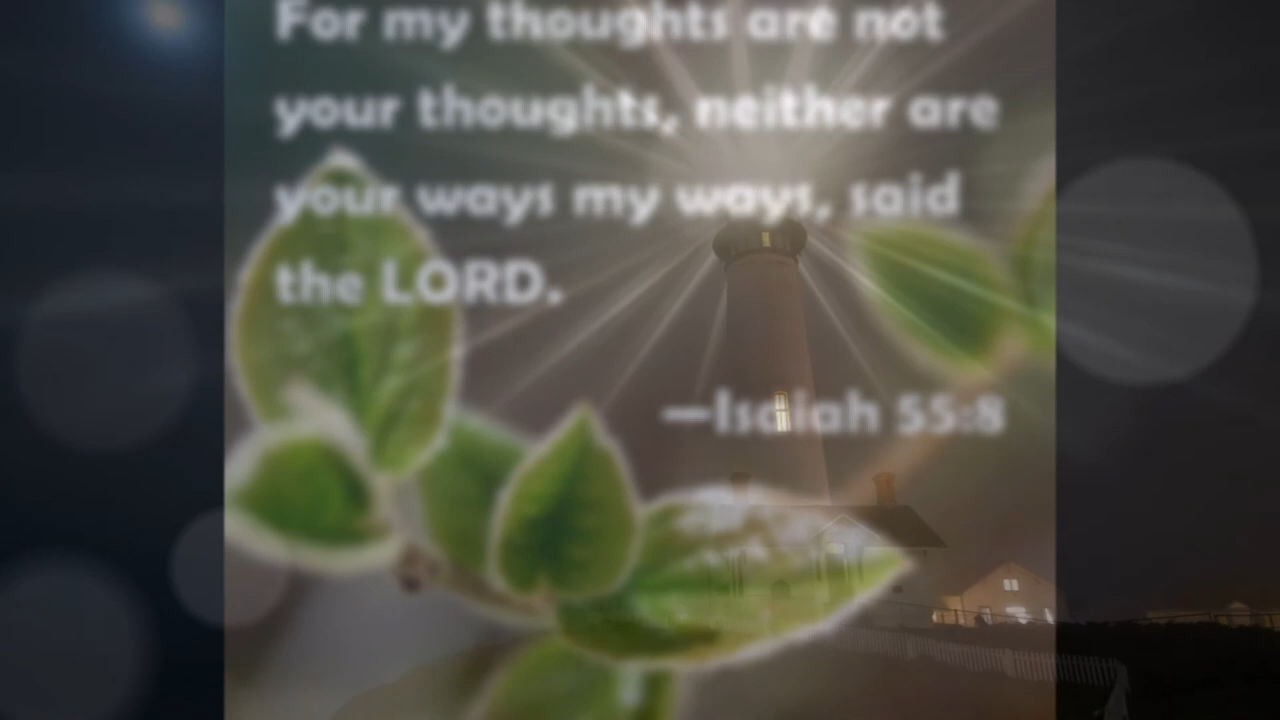 For my thoughts are not
your thoughts, neither are
your ways my ways, said
the LORD.
—Isaiah 55:8